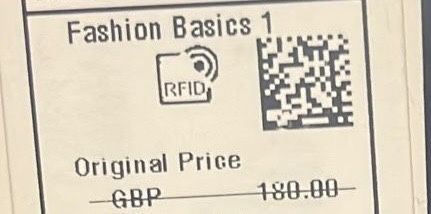 Fashion Basics 1
RFID
Original Price
GBP 180.00